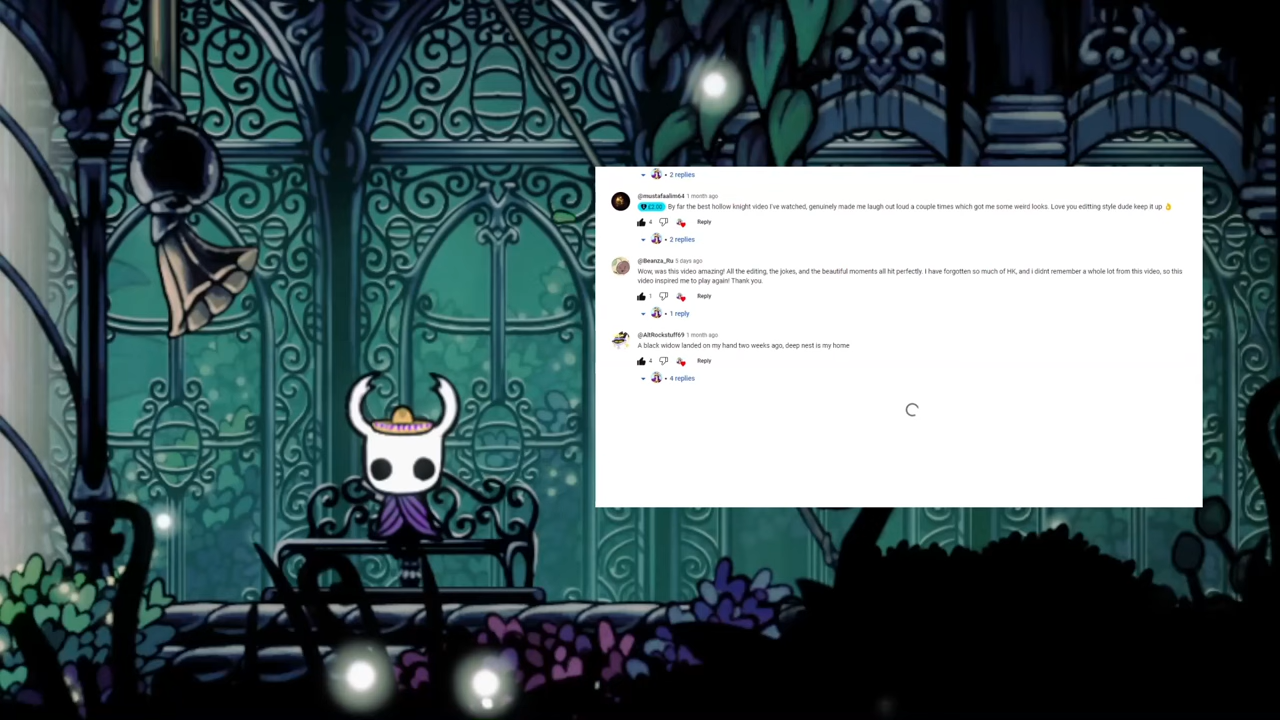 2 replies
@mustafaalim64 1 month ago
£2.00 By far the best hollow knight video I've watched, genuinely made me laugh out loud a couple times which got me some weird looks. Love you editting style dude keep it up 👌
4 Reply
2 replies
@Beanza_Ru 5 days ago
Wow, was this video amazing! All the editing, the jokes, and the beautiful moments all hit perfectly. I have forgotten so much of HK, and i didnt remember a whole lot from this video, so this
video inspired me to play again! Thank you.
1 Reply
1 reply
@AltRockstuff69 1 month ago
A black widow landed on my hand two weeks ago, deep nest is my home
4 Reply
4 replies